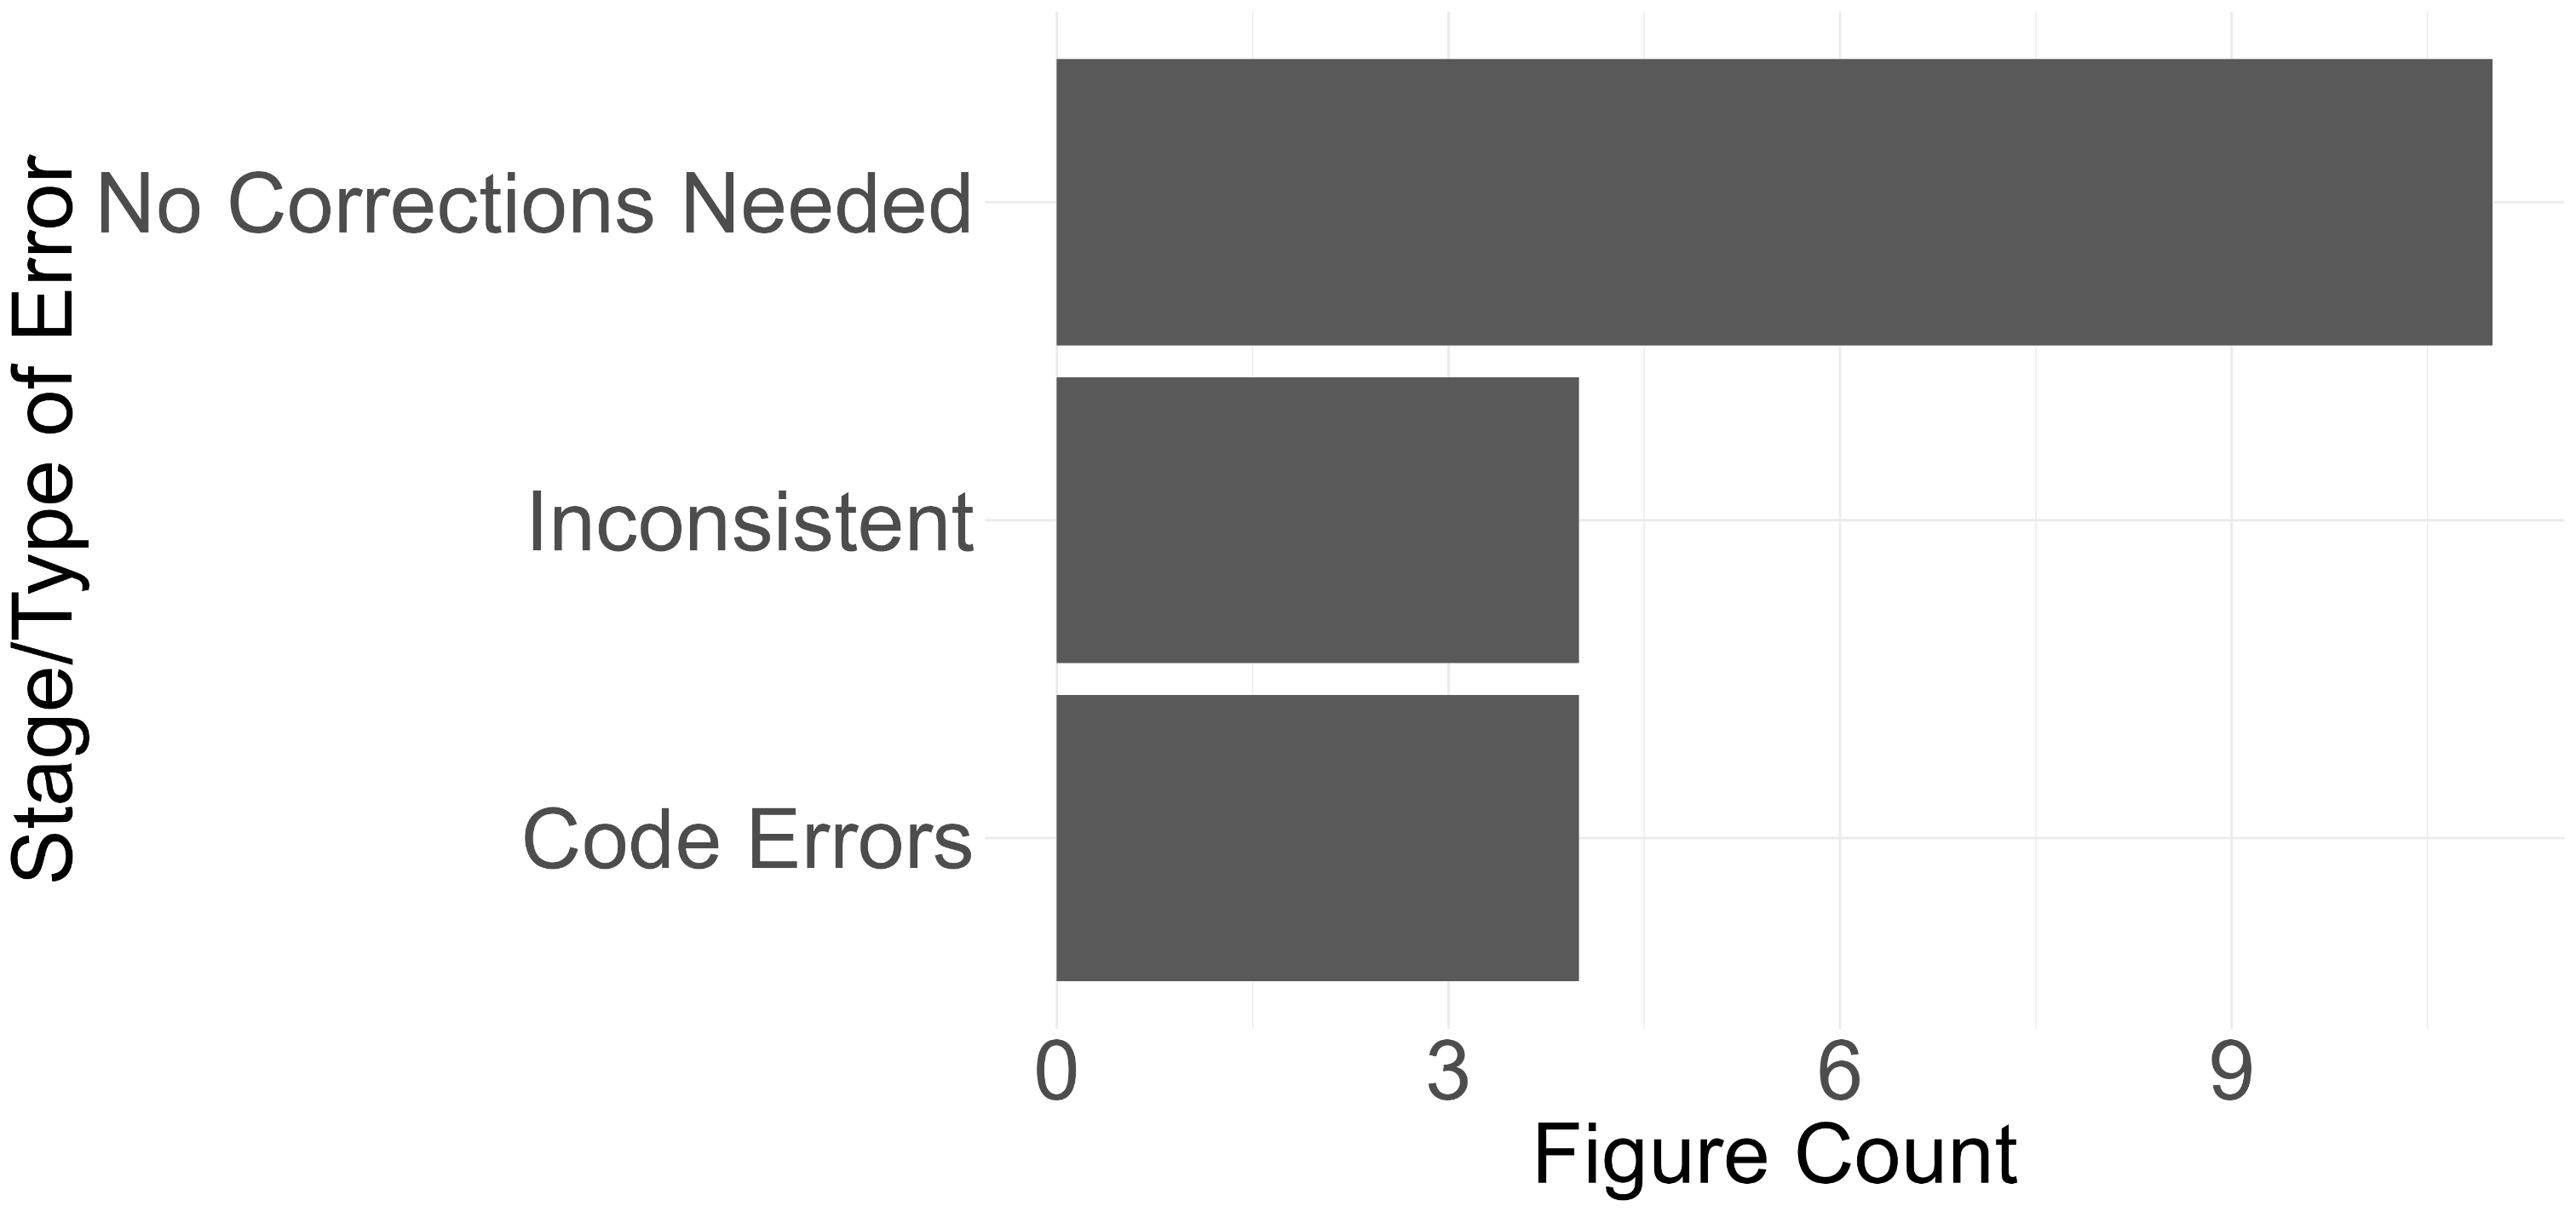 Stage/Type of Error
No Corrections Needed
Inconsistent
Code Errors
0 3 6 9
Figure Count